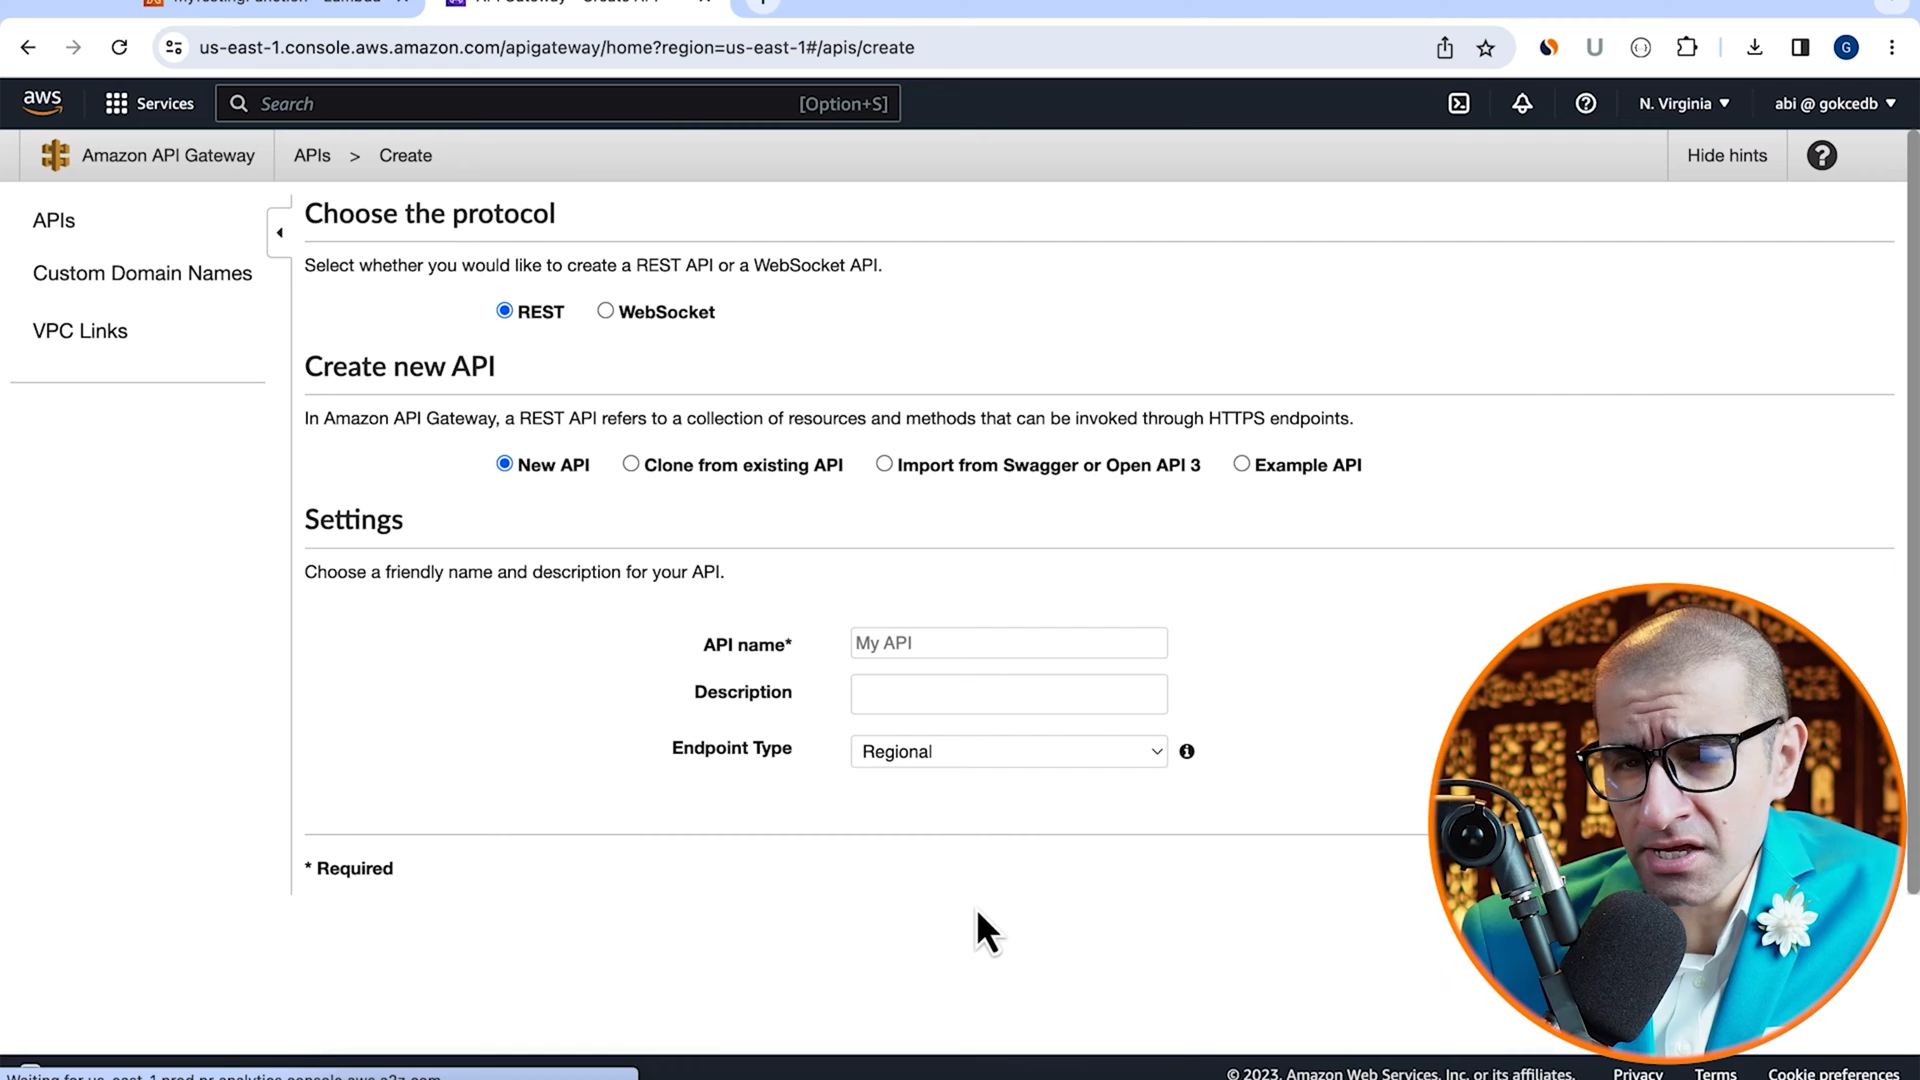 MyTestingFunction - Lambda
API Gateway - Create API
us-east-1.console.aws.amazon.com/apigateway/home?region=us-east-1#/apis/create
G
aws
Services
Search
[Option+S]
N. Virginia
abi @ gokcedb
Amazon API Gateway
APIs > Create
Hide hints
APIs
Custom Domain Names
VPC Links
Choose the protocol
Select whether you would like to create a REST API or a WebSocket API.
REST
WebSocket
Create new API
In Amazon API Gateway, a REST API refers to a collection of resources and methods that can be invoked through HTTPS endpoints.
New API
Clone from existing API
Import from Swagger or Open API 3
Example API
Settings
Choose a friendly name and description for your API.
API name*
My API
Description
Endpoint Type
Regional
* Required
© 2023, Amazon Web Services, Inc. or its affiliates.
Privacy
Terms
Cookie preferences